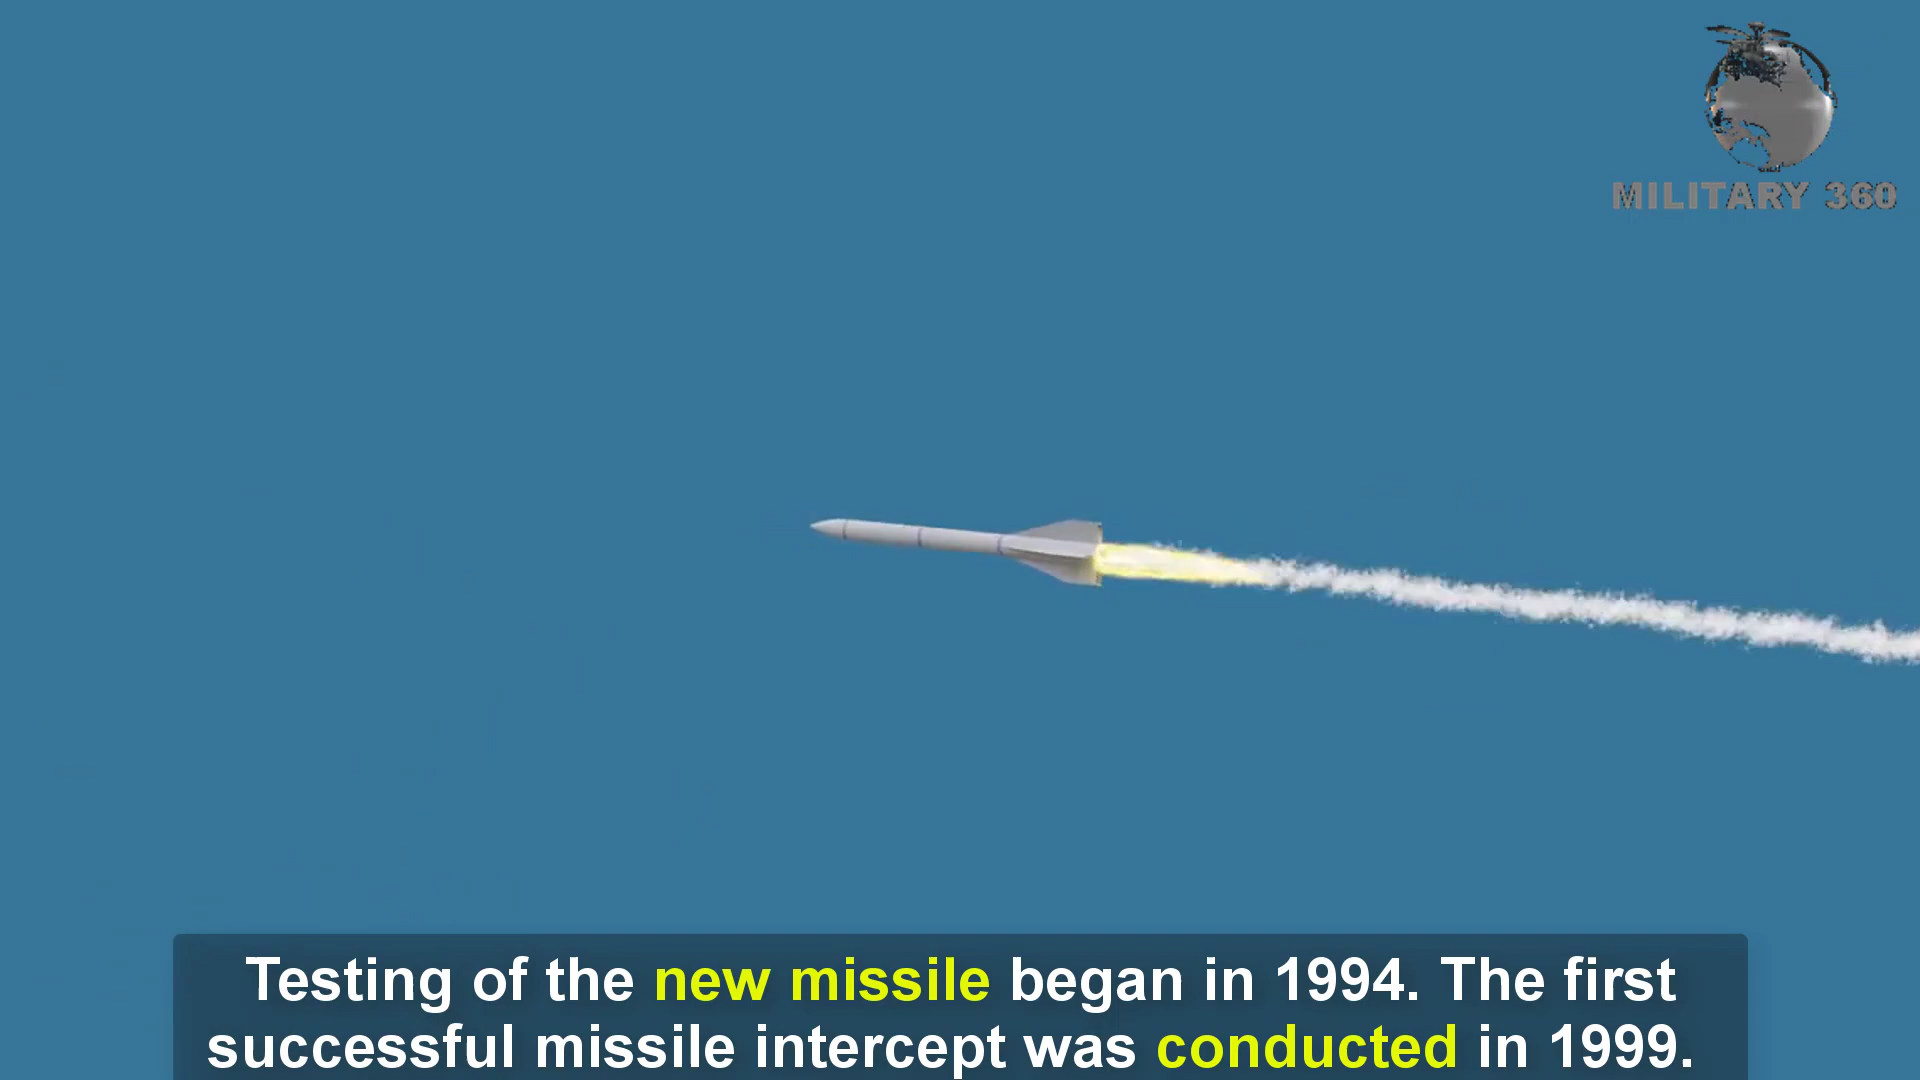 MILITARY 360
Testing of the new missile began in 1994. The first
successful missile intercept was conducted in 1999.